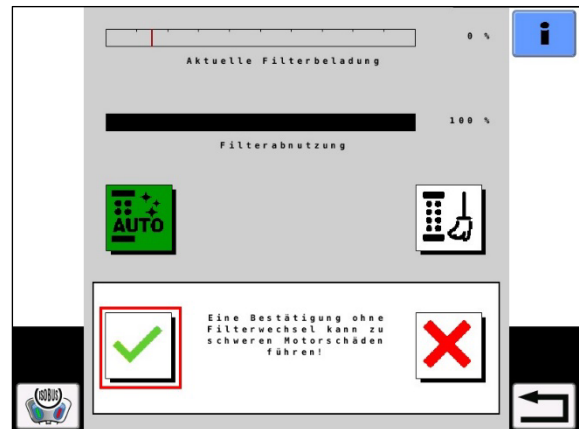 0 %
i
Aktuelle Filterbeladung
100 %
Filterabnutzung
AUTO
Eine Bestätigung ohne
Filterwechsel kann zu
schweren Motorschäden
führen!
ISOBUS